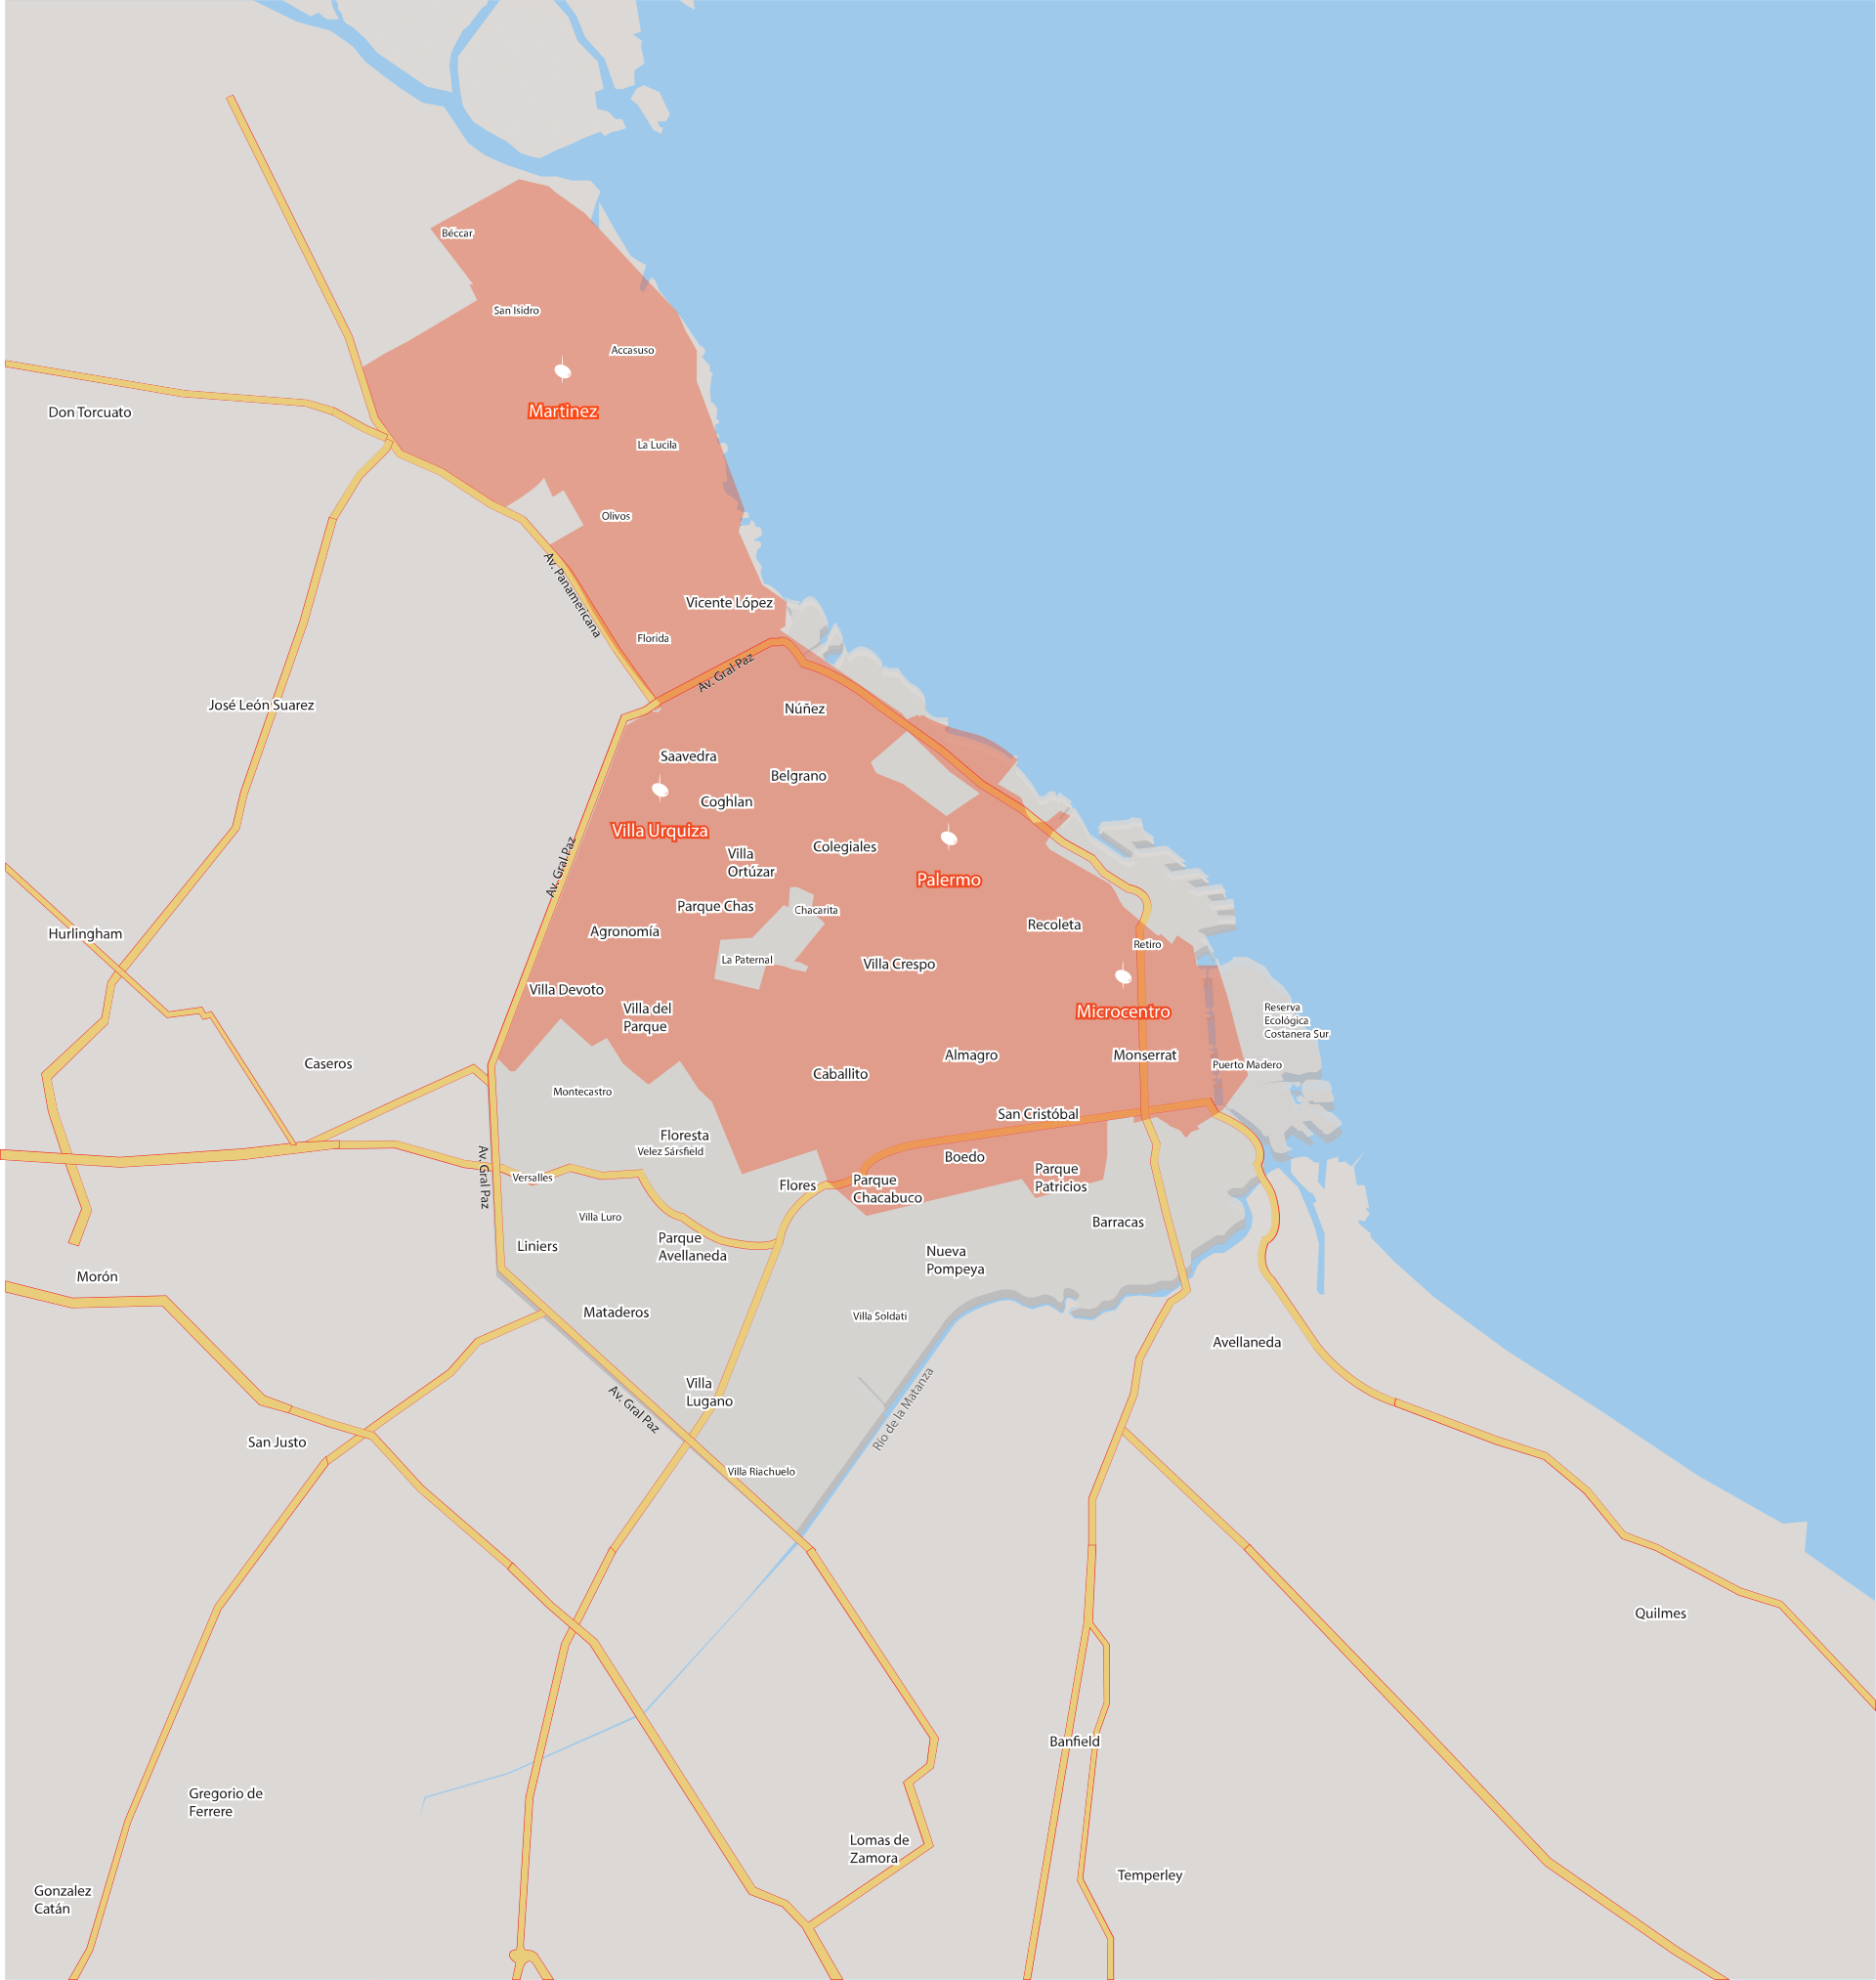 Béccar
San Isidro
Accasuso
Martinez
Don Torcuato
La Lucila
Olivos
Av. Panamericana
Vicente López
Florida
Av. Gral Paz
José León Suarez
Núñez
Saavedra
Belgrano
Coghlan
Villa Urquiza
Colegiales
Villa
Ortúzar
Av. Gral Paz
Palermo
Parque Chas
Chacarita
Recoleta
Agronomía
Hurlingham
Retiro
La Paternal
Villa Crespo
Villa Devoto
Villa del
Parque
Microcentro
Reserva
Ecológica
Costanera Sur
Almagro
Monserrat
Caseros
Puerto Madero
Caballito
Montecastro
San Cristóbal
Floresta
Velez Sársfield
Boedo
Av. Gral Paz
Versalles
Flores
Parque
Chacabuco
Parque
Patricios
Villa Luro
Barracas
Liniers
Parque
Avellaneda
Nueva
Pompeya
Morón
Mataderos
Villa Soldati
Avellaneda
Villa
Lugano
Av. Gral Paz
Río de la Matanza
San Justo
Villa Riachuelo
Quilmes
Banfield
Gregorio de
Ferrere
Lomas de
Zamora
Temperley
Gonzalez
Catán